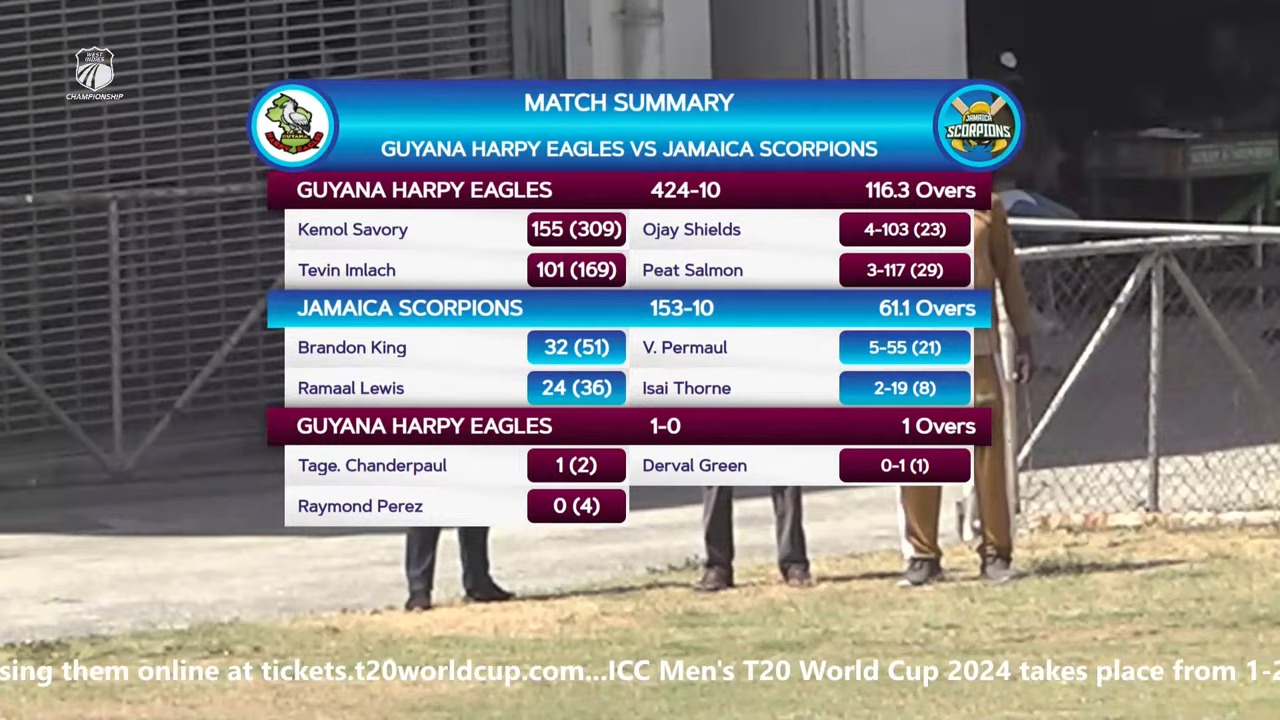 WEST
INDIES
CHAMPIONSHIP
MATCH SUMMARY
GUYANA HARPY EAGLES VS JAMAICA SCORPIONS
GUYANA
JAMAICA
SCORPIONS
GUYANA HARPY EAGLES 424-10 116.3 Overs
Kemol Savory 155 (309) Ojay Shields 4-103 (23)
Tevin Imlach 101 (169) Peat Salmon 3-117 (29)
JAMAICA SCORPIONS 153-10 61.1 Overs
Brandon King 32 (51) V. Permaul 5-55 (21)
Ramaal Lewis 24 (36) Isai Thorne 2-19 (8)
GUYANA HARPY EAGLES 1-0 1 Overs
Tage. Chanderpaul 1 (2) Derval Green 0-1 (1)
Raymond Perez 0 (4)
sing them online at tickets.t20worldcup.com...ICC Men's T20 World Cup 2024 takes place from 1-2